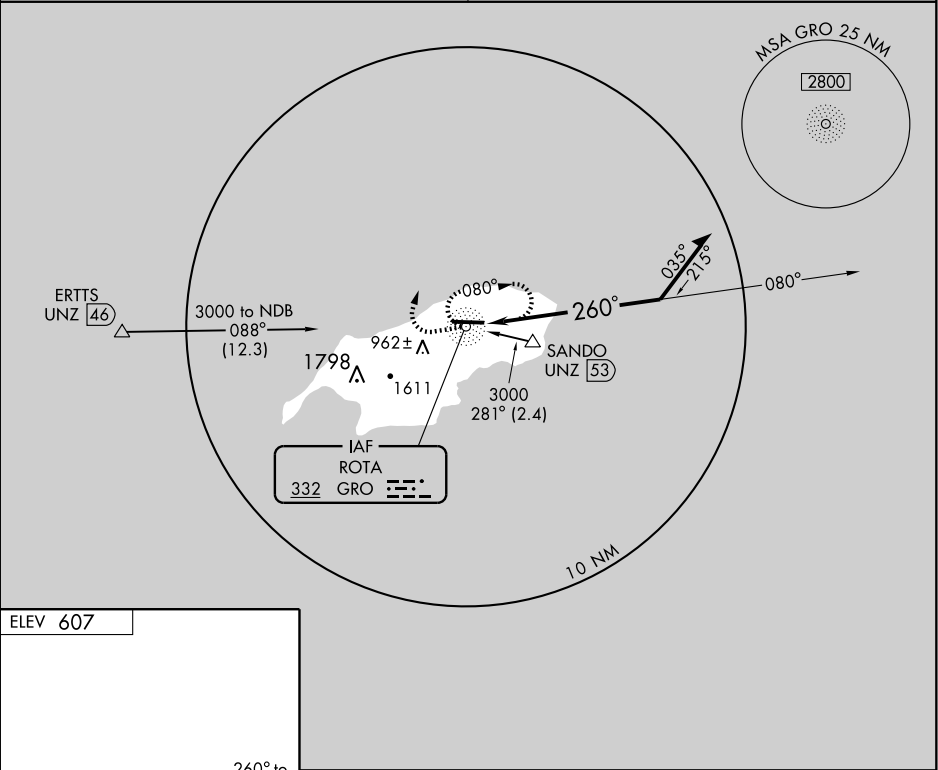 MSA GRO 25 NM
2800
035°
215°
080°
080°
260°
ERTTS
UNZ 46
3000 to NDB
088°
(12.3)
962±
1798
1611
SANDO
UNZ 53
3000
281° (2.4)
IAF
ROTA
332 GRO
10 NM
ELEV 607
260° to